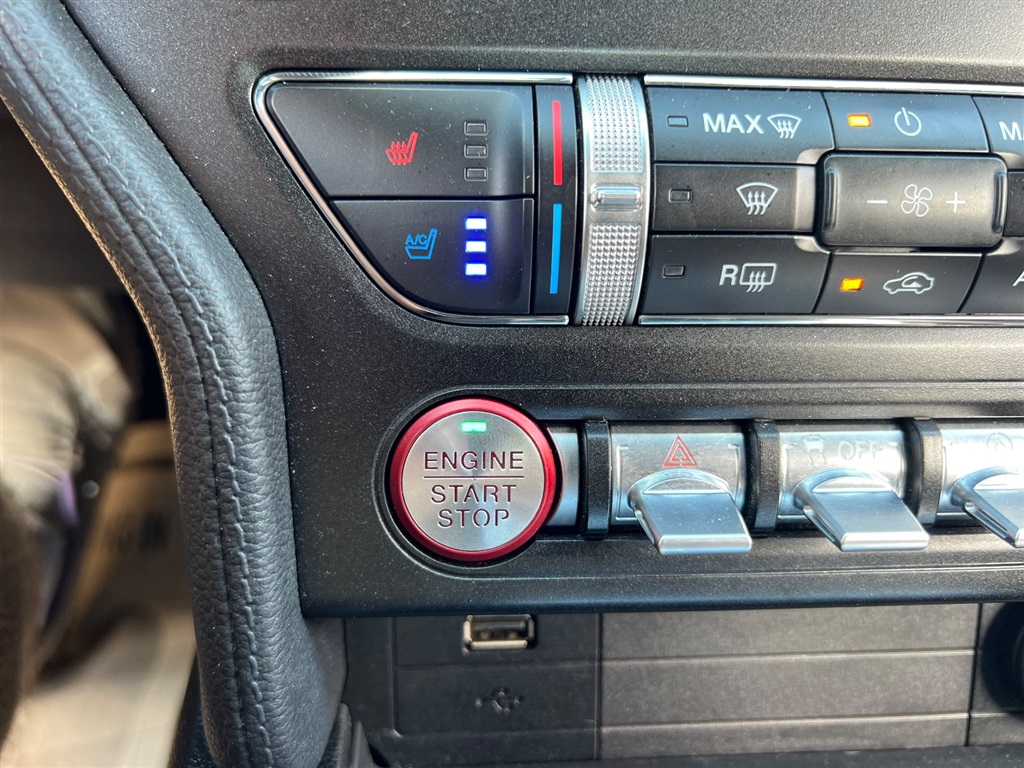 MAX
M
A/C
R
A
ENGINE
START
STOP
OFF